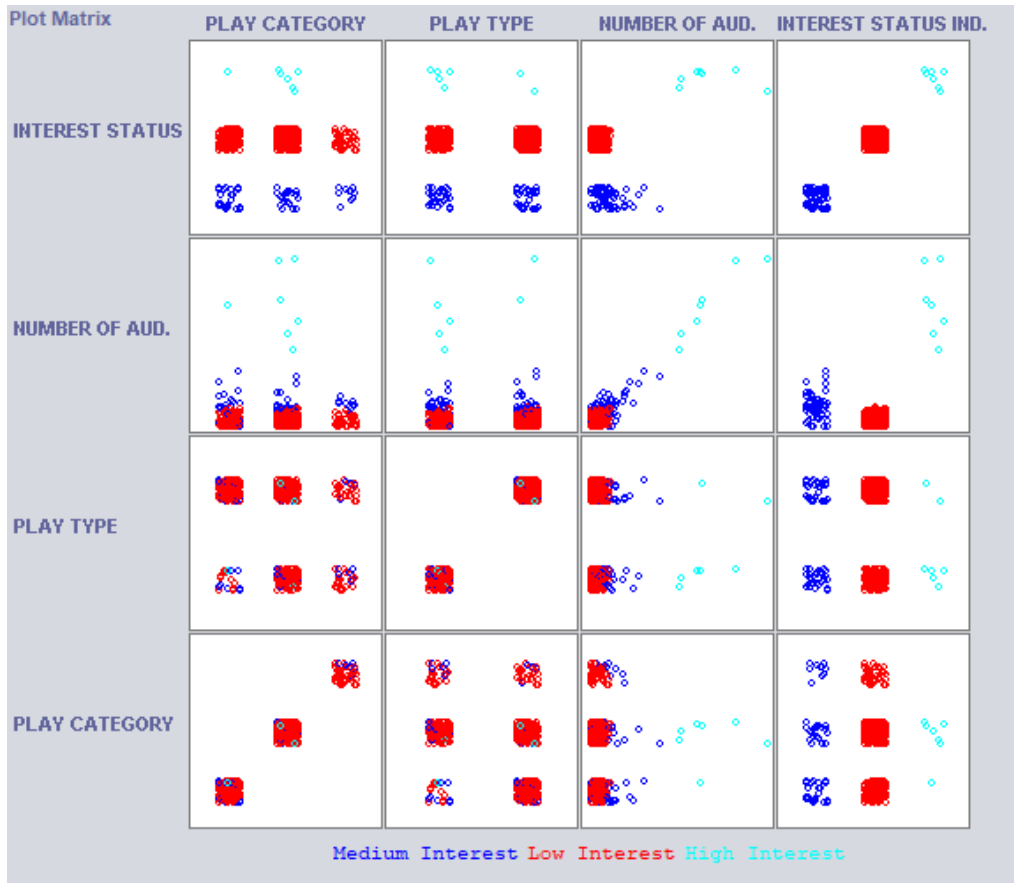 Plot Matrix
PLAY CATEGORY PLAY TYPE NUMBER OF AUD. INTEREST STATUS IND.
INTEREST STATUS
NUMBER OF AUD.
PLAY TYPE
PLAY CATEGORY
Medium Interest Low Interest High Interest